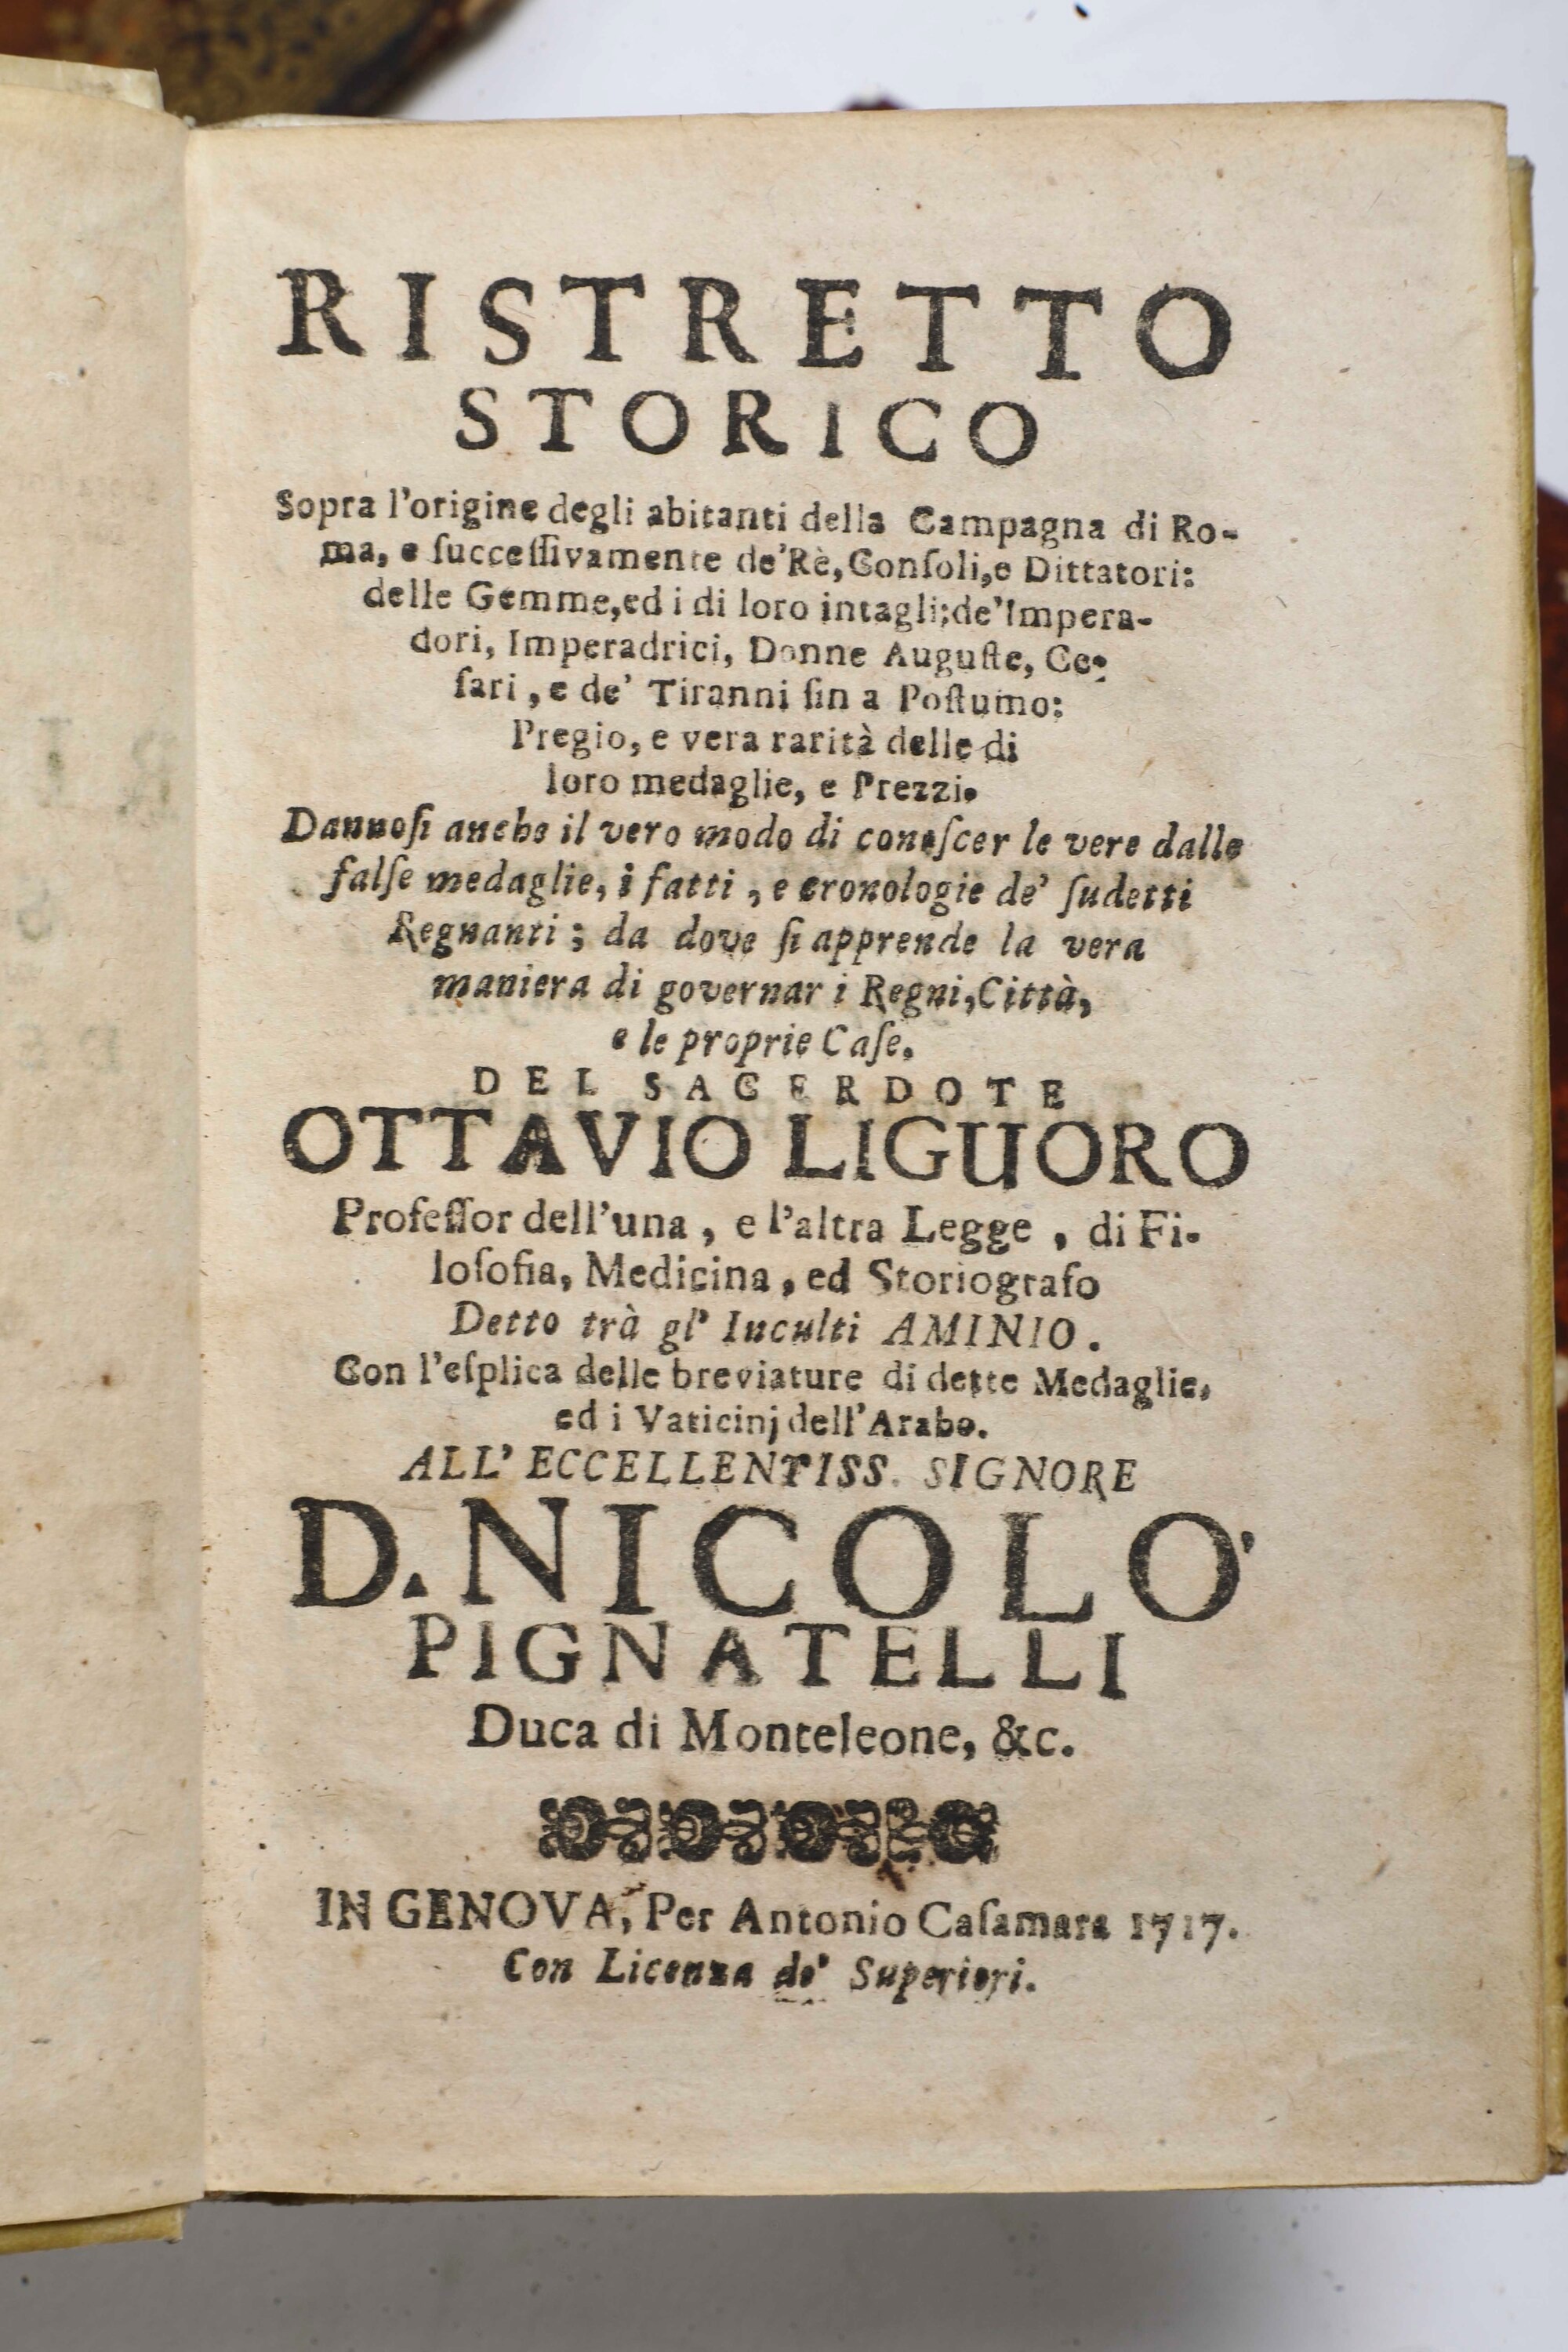 RISTRETTO
STORICO
Sopra l'origine degli abitanti della Campagna di Ro-
ma, e ſucceſſivamente de'Rè, Conſoli, e Dittatori:
delle Gemme, ed i di loro intagli; de'Impera-
dori, Imperadrici, Donne Auguſte, Ce-
ſari, e de' Tiranni ſin a Poſtumo:
Pregio, e vera rarità delle di
loro medaglie, e Prezzi.
Dannoſi anche il vero modo di conoſcer le vere dalle
falſe medaglie, i fatti, e cronologie de' ſudetti
Regnanti; da dove ſi apprende la vera
maniera di governar i Regni, Città,
e le proprie Caſe.
DEL SACERDOTE
OTTAVIO LIGUORO
Profeſſor dell'una, e l'altra Legge, di Fi-
loſofia, Medicina, ed Storiografo
Detto trà gl' Inculti AMINIO.
Con l'eſplica delle breviature di dette Medaglie,
ed i Vaticinj dell'Arabo.
ALL' ECCELLENTISS. SIGNORE
D. NICOLO'
PIGNATELLI
Duca di Monteleone, &c.
IN GENOVA, Per Antonio Caſamara 1717.
Con Licenza de' Superiori.